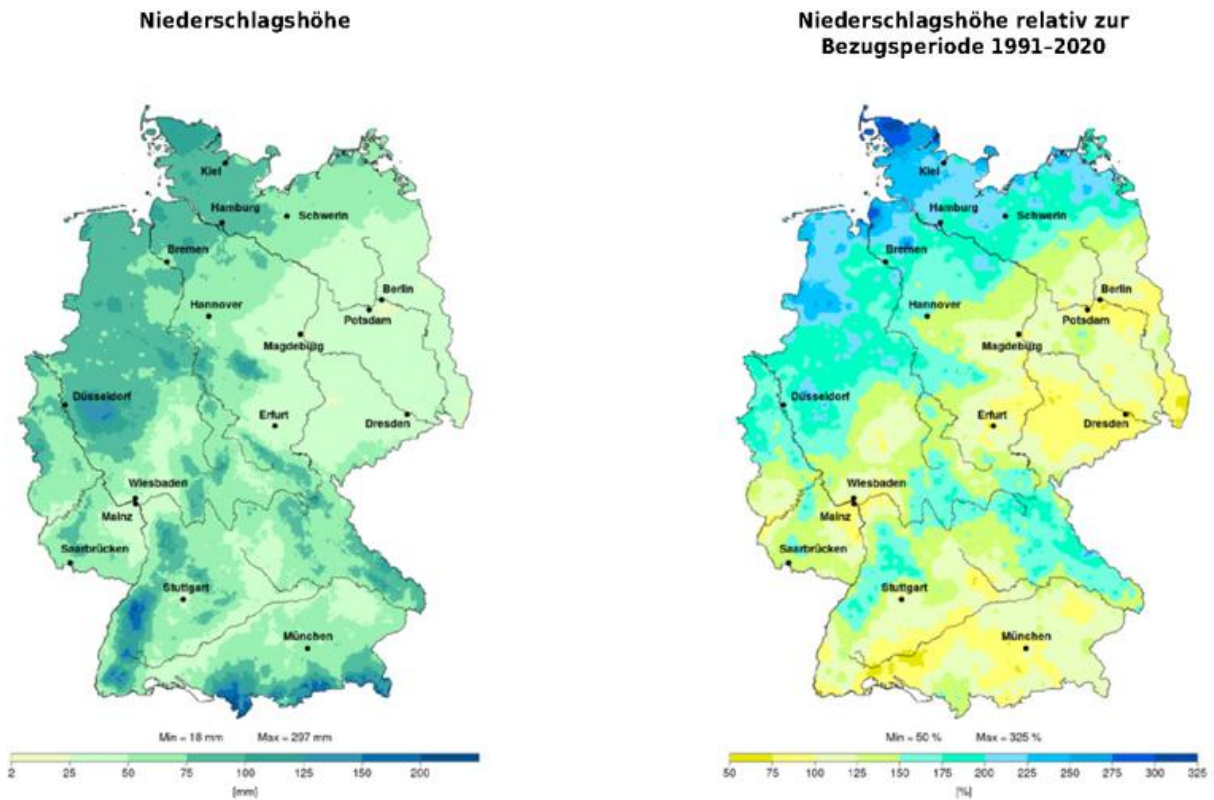 Niederschlagshöhe
Kiel
Hamburg
Schwerin
Bremen
Hannover
Berlin
Potsdam
Magdeburg
Düsseldorf
Erfurt
Dresden
Wiesbaden
Mainz
Saarbrücken
Stuttgart
München
Min = 18 mm Max = 297 mm
2 25 50 75 100 125 150 200
[mm]
Niederschlagshöhe relativ zur
Bezugsperiode 1991–2020
Kiel
Hamburg
Schwerin
Bremen
Hannover
Berlin
Potsdam
Magdeburg
Düsseldorf
Erfurt
Dresden
Wiesbaden
Mainz
Saarbrücken
Stuttgart
München
Min = 50 % Max = 325 %
50 75 100 125 150 175 200 225 250 275 300 325
[%]